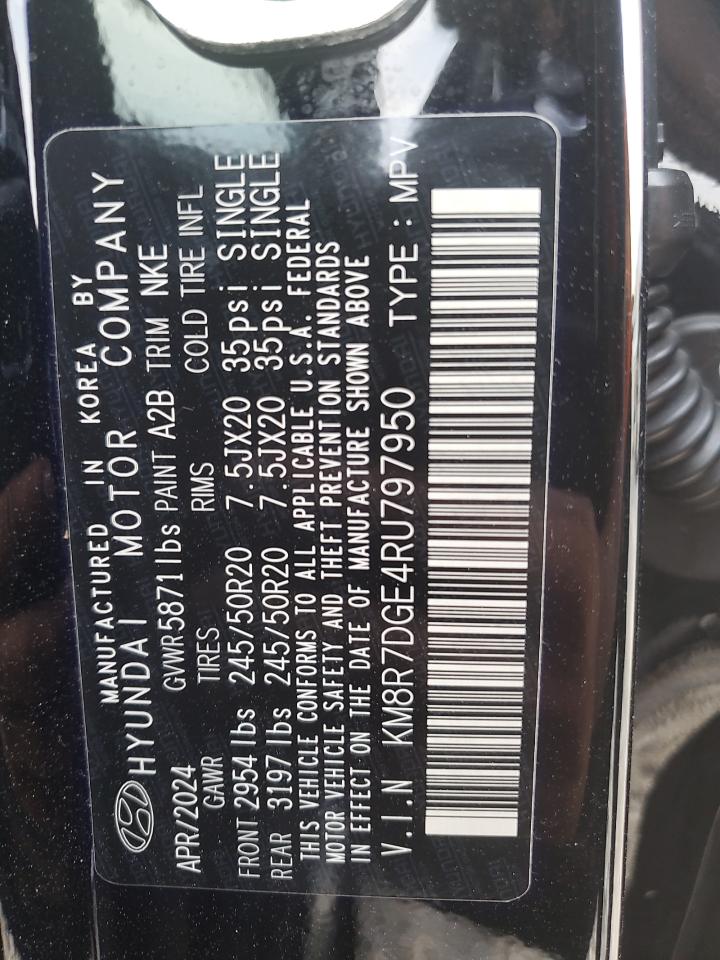 MANUFACTURED IN KOREA BY
HYUNDAI MOTOR COMPANY
APR/2024 GVWR 5871 lbs PAINT A2B TRIM NKE
GAWR TIRES RIMS COLD TIRE INFL
FRONT 2954 lbs 245/50R20 7.5JX20 35psi SINGLE
REAR 3197 lbs 245/50R20 7.5JX20 35psi SINGLE
THIS VEHICLE CONFORMS TO ALL APPLICABLE U.S.A. FEDERAL
MOTOR VEHICLE SAFETY AND THEFT PREVENTION STANDARDS
IN EFFECT ON THE DATE OF MANUFACTURE SHOWN ABOVE
V.I.N KM8R7DGE4RU797950 TYPE : MPV